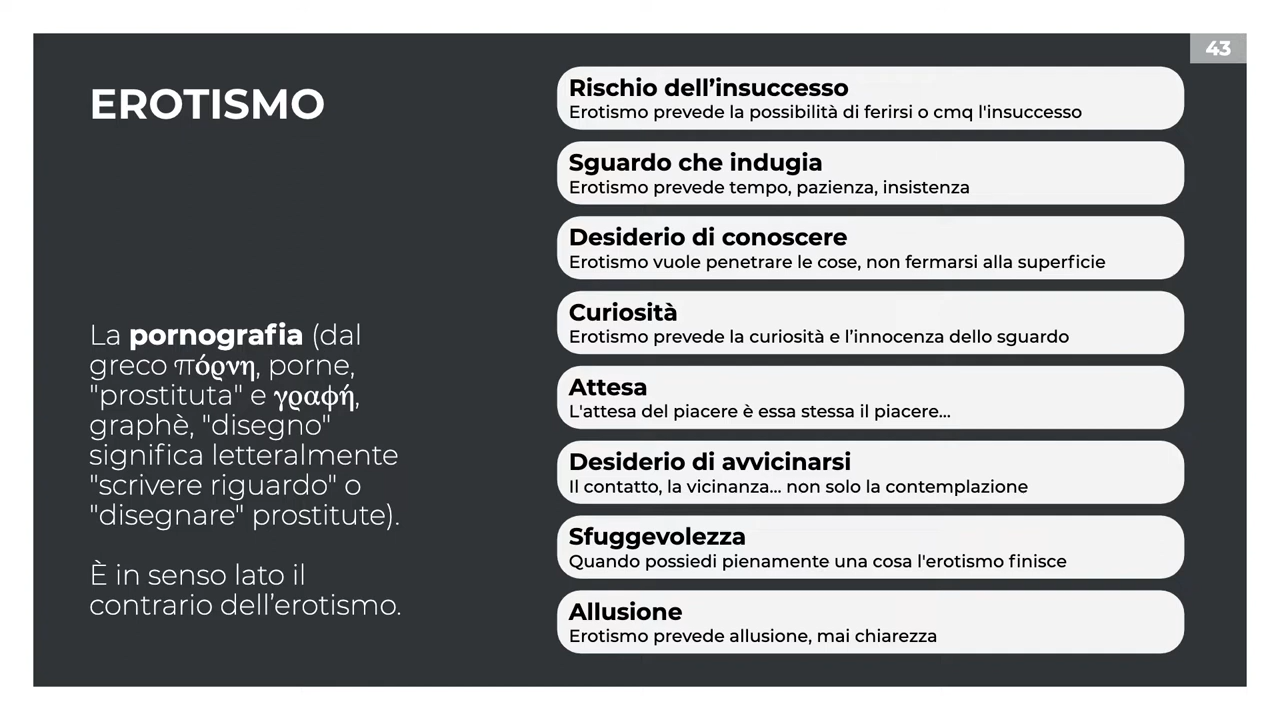 43
EROTISMO
La pornografia (dal
greco πόρνη, porne,
"prostituta" e γραφή,
graphè, "disegno"
significa letteralmente
"scrivere riguardo" o
"disegnare" prostitute).
È in senso lato il
contrario dell’erotismo.
Rischio dell’insuccesso
Erotismo prevede la possibilità di ferirsi o cmq l'insuccesso
Sguardo che indugia
Erotismo prevede tempo, pazienza, insistenza
Desiderio di conoscere
Erotismo vuole penetrare le cose, non fermarsi alla superficie
Curiosità
Erotismo prevede la curiosità e l’innocenza dello sguardo
Attesa
L'attesa del piacere è essa stessa il piacere...
Desiderio di avvicinarsi
Il contatto, la vicinanza... non solo la contemplazione
Sfuggevolezza
Quando possiedi pienamente una cosa l'erotismo finisce
Allusione
Erotismo prevede allusione, mai chiarezza